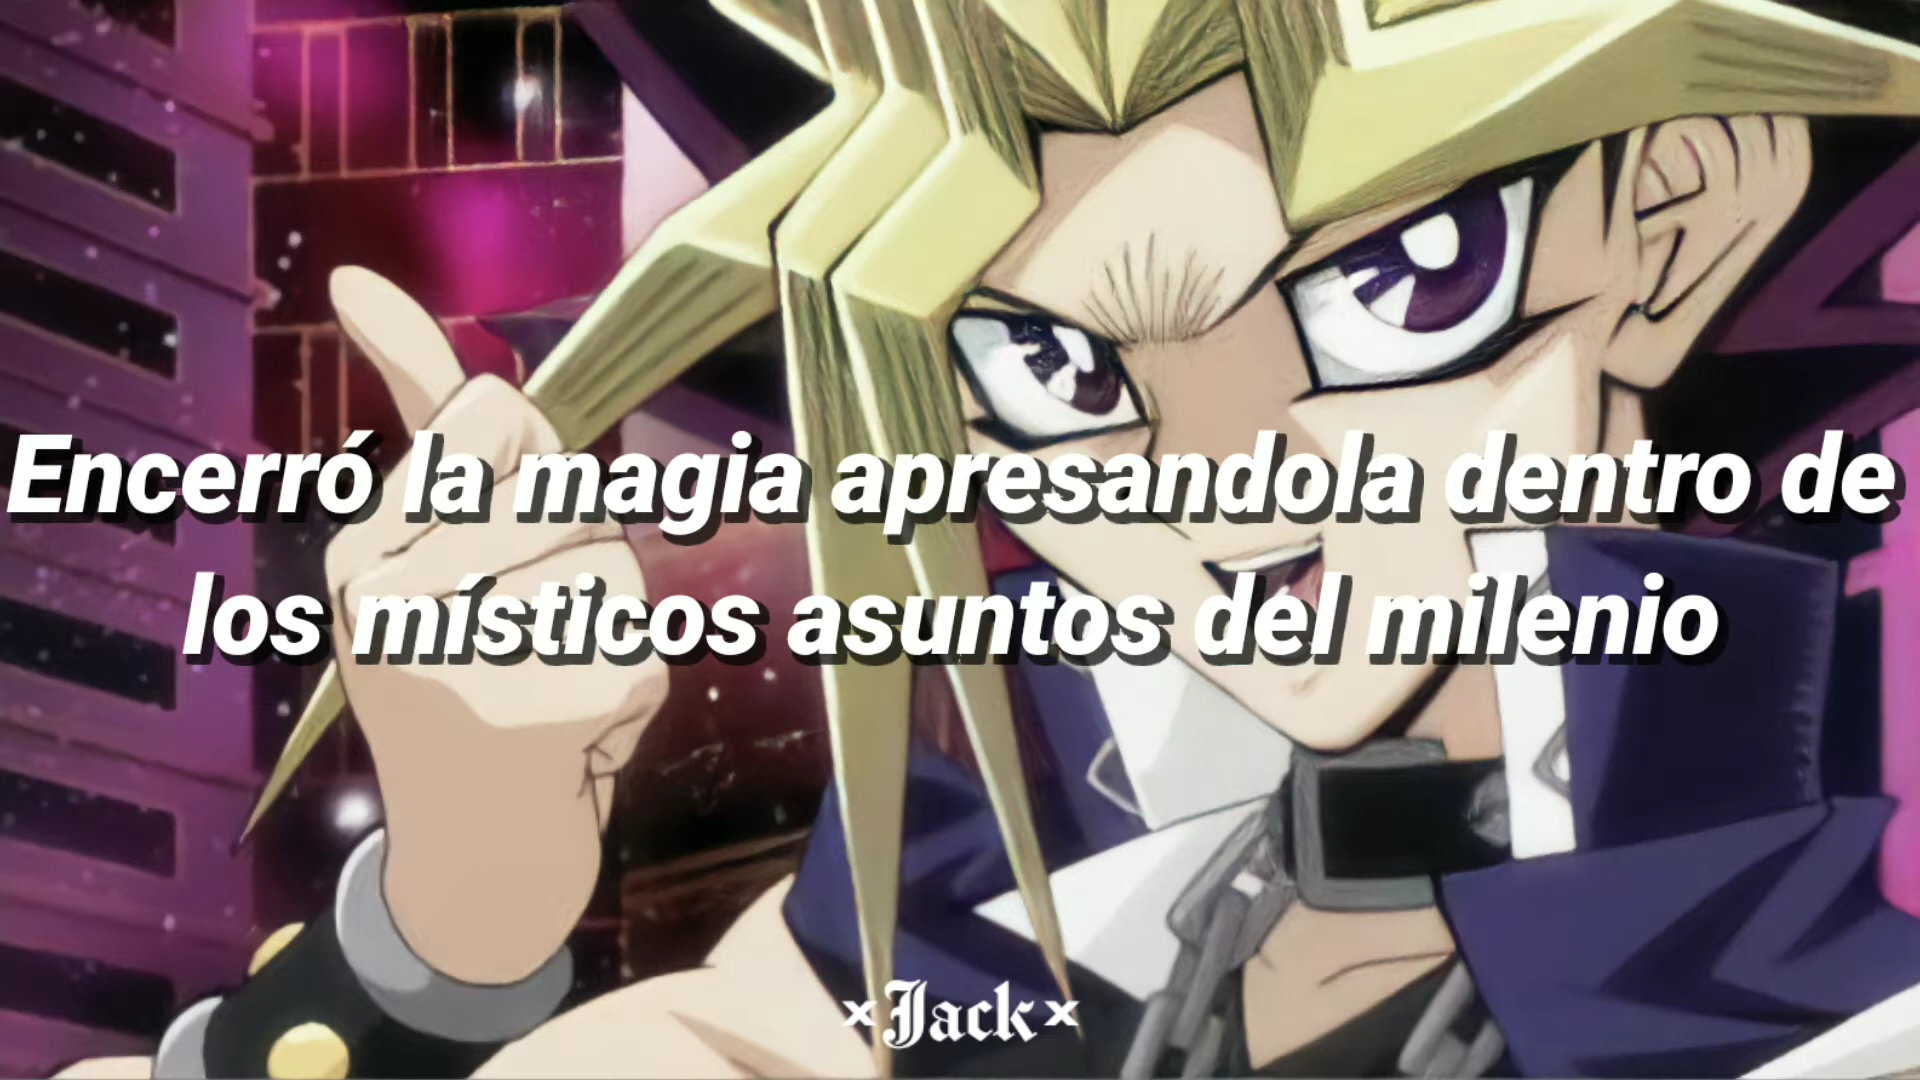 Encerró la magia apresandola dentro de
los místicos asuntos del milenio
×Jack×